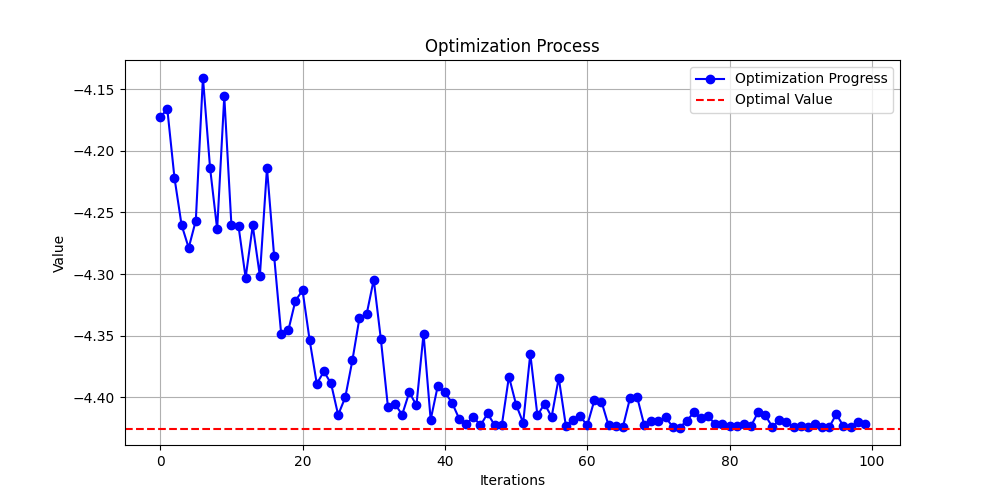 Optimization Process
Optimization Progress
Optimal Value
−4.15
−4.20
−4.25
−4.30
−4.35
−4.40
Value
0 20 40 60 80 100
Iterations